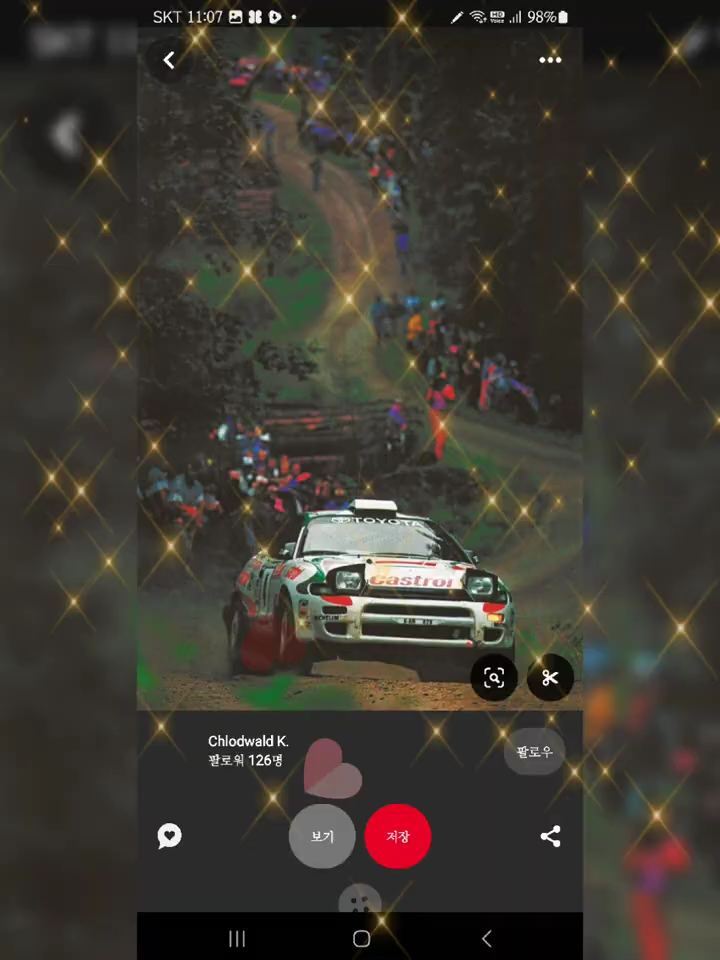 SKT 11:07
98%
TOYOTA
Castrol
Chlodwald K.
팔로워 126명
팔로우
보기
저장